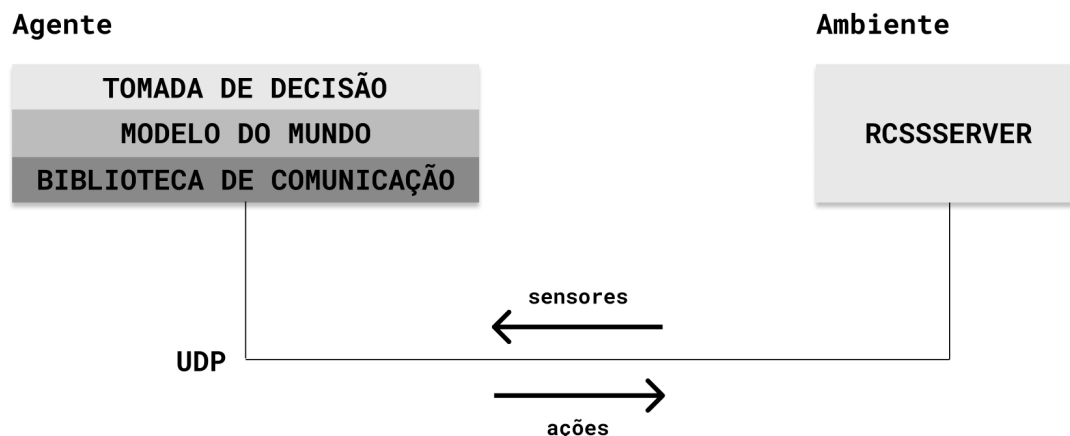 Agente
Ambiente
TOMADA DE DECISÃO
MODELO DO MUNDO
BIBLIOTECA DE COMUNICAÇÃO
RCSSSERVER
sensores
UDP
ações